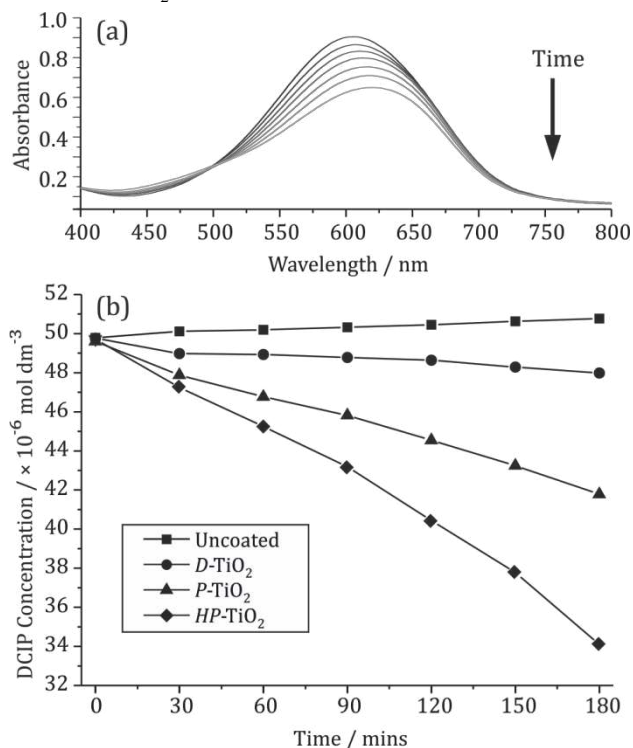 2
(a)
1.0
0.8
0.6
0.4
0.2
Absorbance
Time
400 450 500 550 600 650 700 750 800
Wavelength / nm
(b)
52
50
48
46
44
42
40
38
36
34
32
DCIP Concentration / × 10⁻⁶ mol dm⁻³
Uncoated
D-TiO₂
P-TiO₂
HP-TiO₂
0 30 60 90 120 150 180
Time / mins